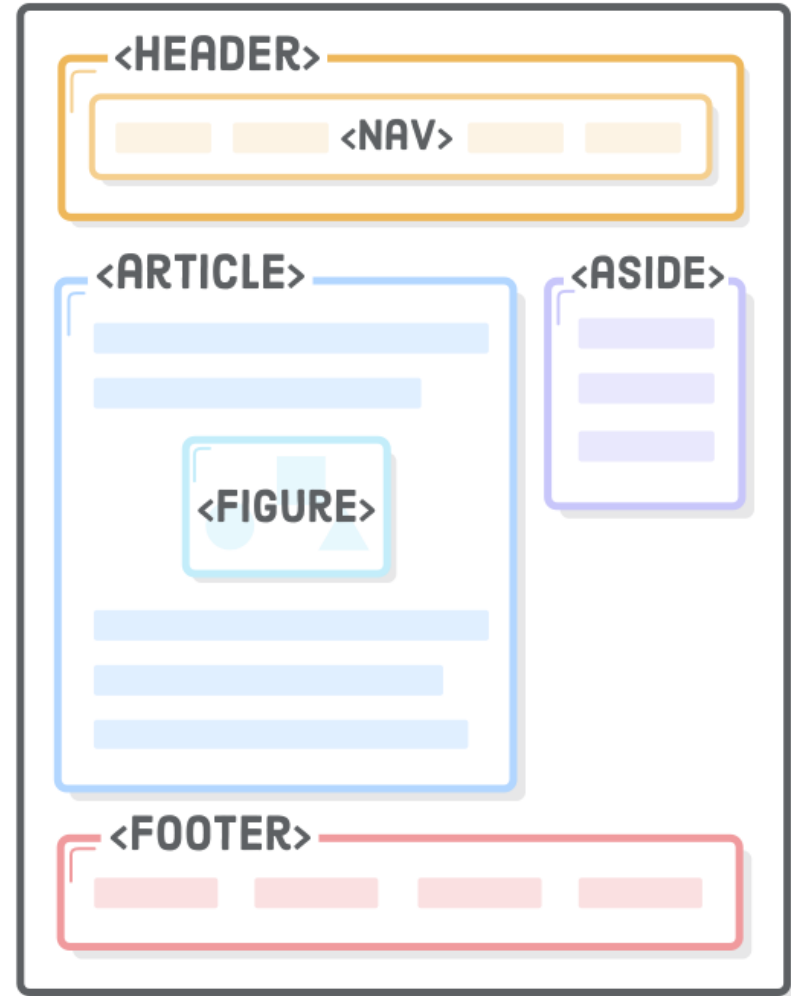 <HEADER>
<NAV>
<ARTICLE>
<ASIDE>
<FIGURE>
<FOOTER>